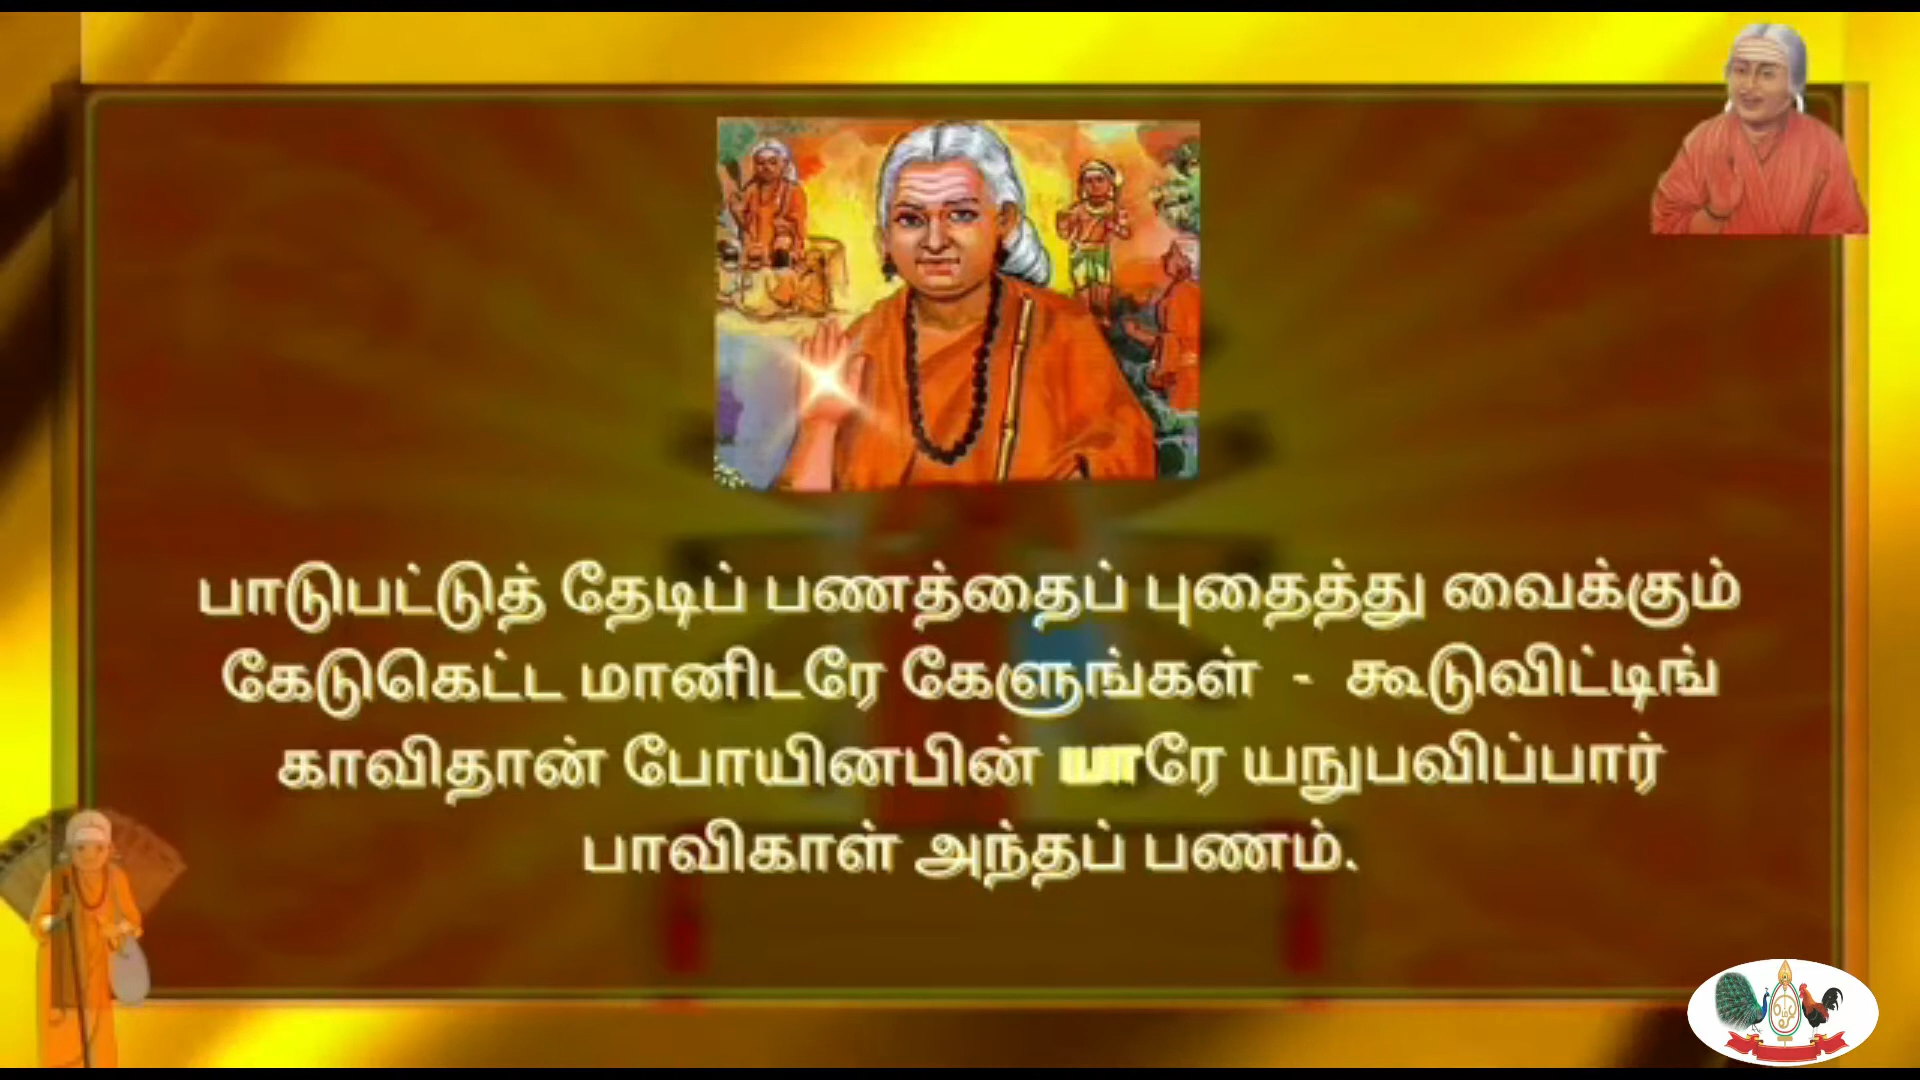 பாடுபட்டுத் தேடிப் பணத்தைப் புதைத்து வைக்கும்
கேடுகெட்ட மானிடரே கேளுங்கள் - கூடுவிட்டிங்
காவிதான் போயினபின் யாரே யநுபவிப்பார்
பாவிகாள் அந்தப் பணம்.